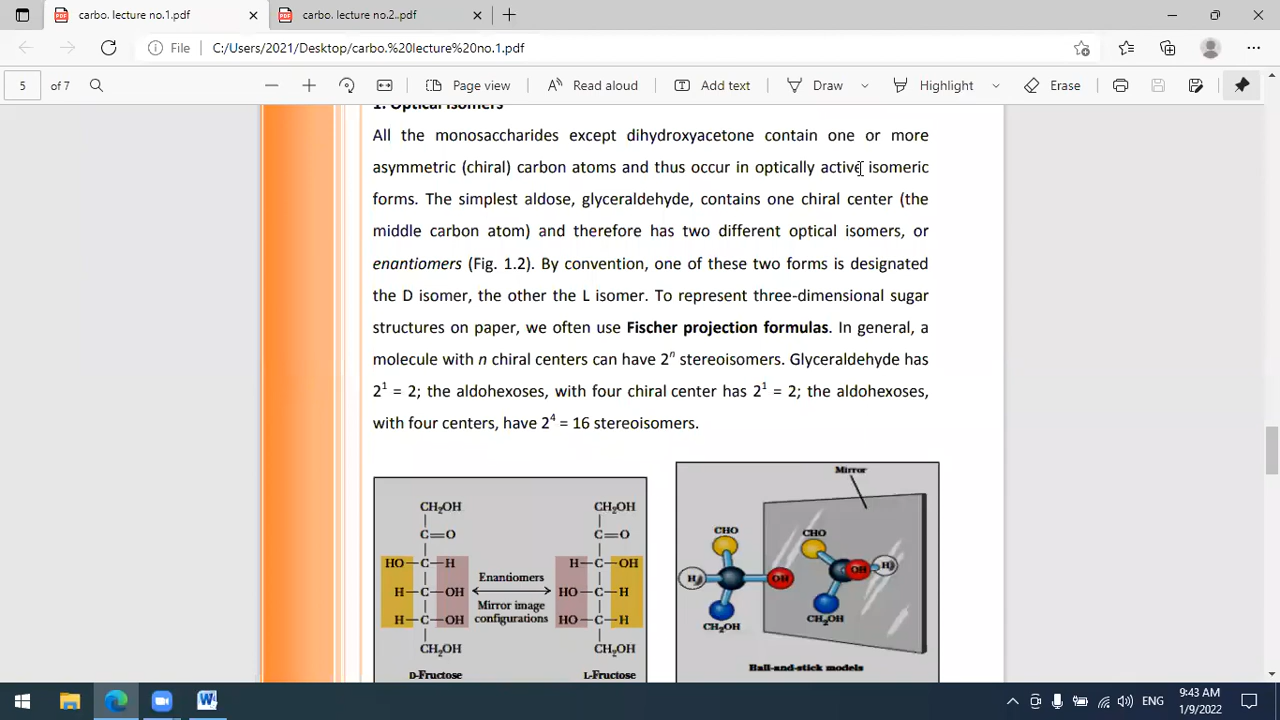 carbo. lecture no.1.pdf
carbo. lecture no.2..pdf
File C:/Users/2021/Desktop/carbo.%20lecture%20no.1.pdf
5 of 7 Page view Read aloud Add text Draw Highlight Erase
1. Optical Isomers
All the monosaccharides except dihydroxyacetone contain one or more
asymmetric (chiral) carbon atoms and thus occur in optically active isomeric
forms. The simplest aldose, glyceraldehyde, contains one chiral center (the
middle carbon atom) and therefore has two different optical isomers, or
enantiomers (Fig. 1.2). By convention, one of these two forms is designated
the D isomer, the other the L isomer. To represent three-dimensional sugar
structures on paper, we often use Fischer projection formulas. In general, a
molecule with n chiral centers can have 2ⁿ stereoisomers. Glyceraldehyde has
2¹ = 2; the aldohexoses, with four chiral center has 2¹ = 2; the aldohexoses,
with four centers, have 2⁴ = 16 stereoisomers.
CH₂OH
C=O
HO—C—H
H—C—OH
H—C—OH
CH₂OH
D-Fructose
Enantiomers
Mirror image
configurations
CH₂OH
C=O
H—C—OH
HO—C—H
HO—C—H
CH₂OH
L-Fructose
Mirror
CHO
H
OH
CH₂OH
CHO
OH
H
CH₂OH
Ball-and-stick models
ENG
9:43 AM
1/9/2022